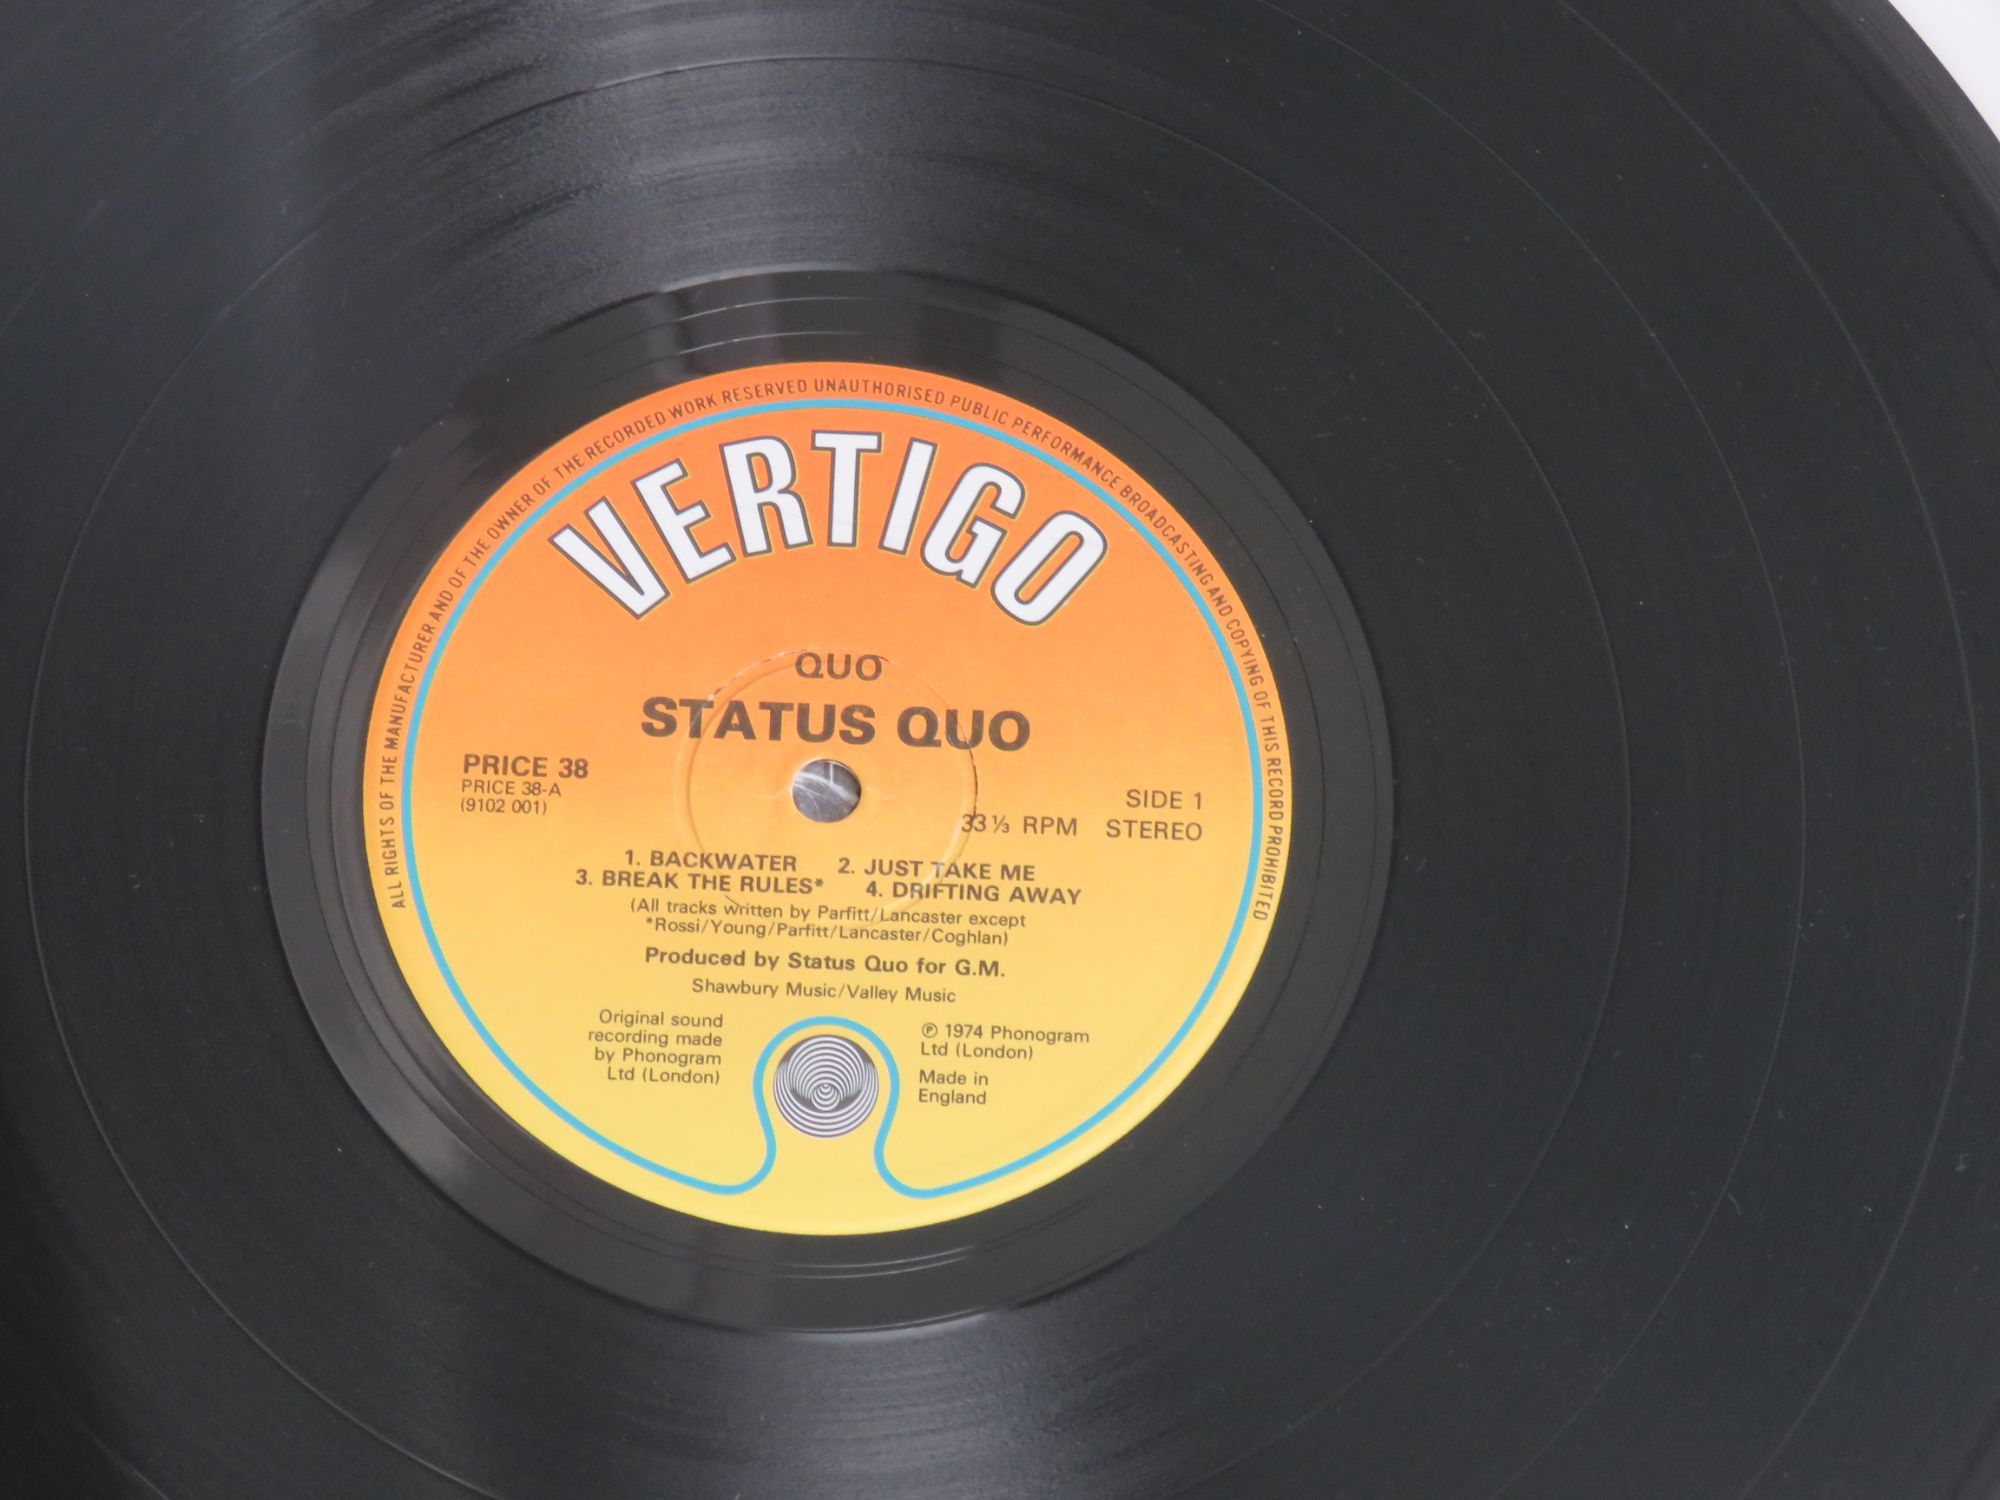 ALL RIGHTS OF THE MANUFACTURER AND OF THE OWNER OF THE RECORDED WORK RESERVED UNAUTHORISED PUBLIC PERFORMANCE BROADCASTING AND COPYING OF THIS RECORD PROHIBITED
VERTIGO
QUO
STATUS QUO
PRICE 38
PRICE 38-A
(9102 001)
SIDE 1
33⅓ RPM STEREO
1. BACKWATER 2. JUST TAKE ME
3. BREAK THE RULES* 4. DRIFTING AWAY
(All tracks written by Parfitt/Lancaster except
*Rossi/Young/Parfitt/Lancaster/Coghlan)
Produced by Status Quo for G.M.
Shawbury Music/Valley Music
Original sound
recording made
by Phonogram
Ltd (London)
℗ 1974 Phonogram
Ltd (London)
Made in
England